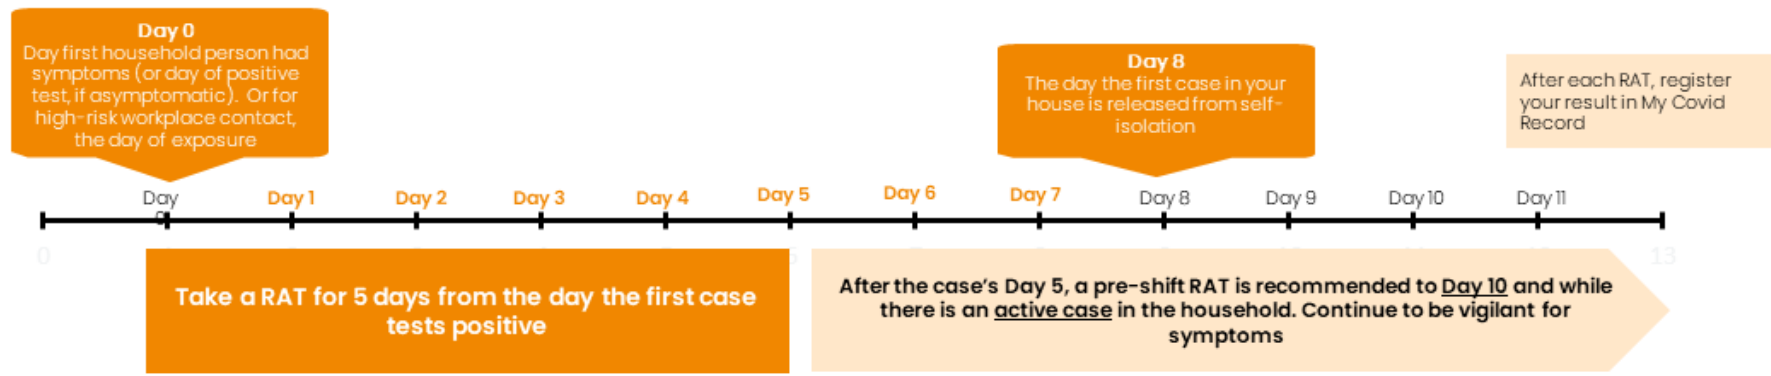 Day 0
Day first household person had
symptoms (or day of positive
test, if asymptomatic). Or for
high-risk workplace contact,
the day of exposure
Day 8
The day the first case in your
house is released from self-
isolation
After each RAT, register
your result in My Covid
Record
Day
0
Day 1
Day 2
Day 3
Day 4
Day 5
Day 6
Day 7
Day 8
Day 9
Day 10
Day 11
0
13
Take a RAT for 5 days from the day the first case
tests positive
After the case's Day 5, a pre-shift RAT is recommended to Day 10 and while
there is an active case in the household. Continue to be vigilant for
symptoms